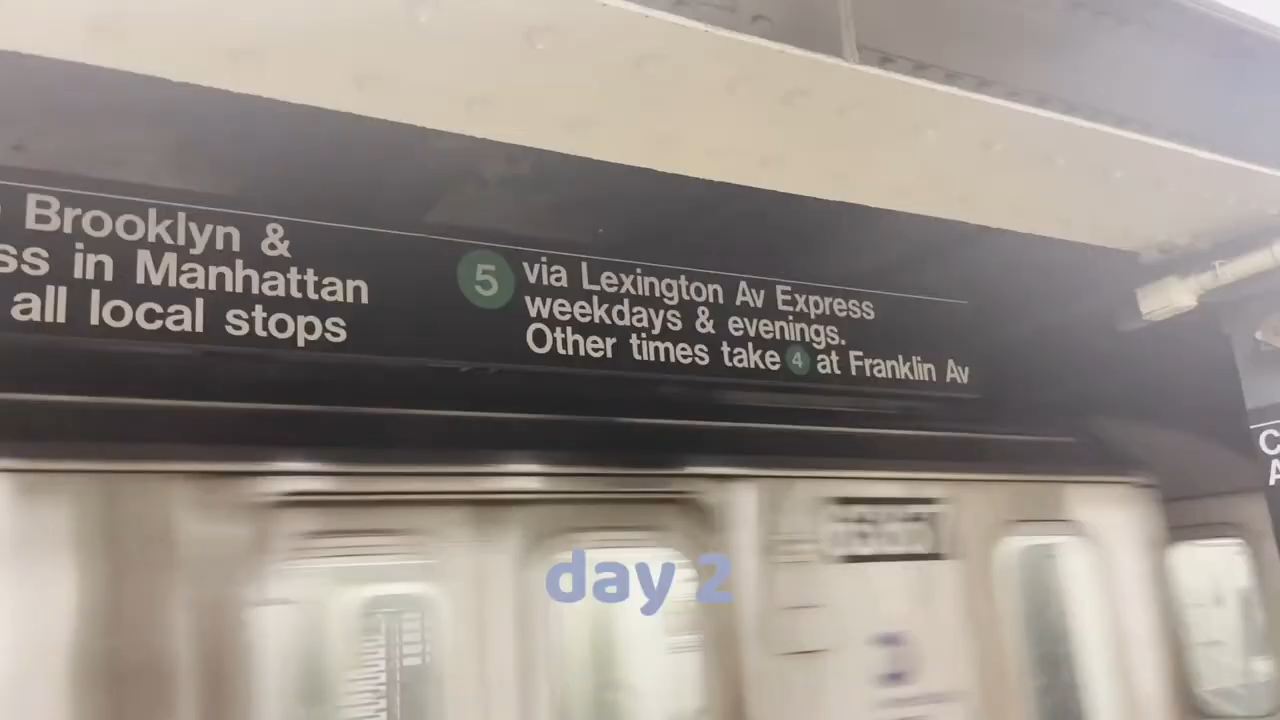 Brooklyn &
ss in Manhattan
all local stops
5 via Lexington Av Express
weekdays & evenings.
Other times take 4 at Franklin Av
C
A
day 2